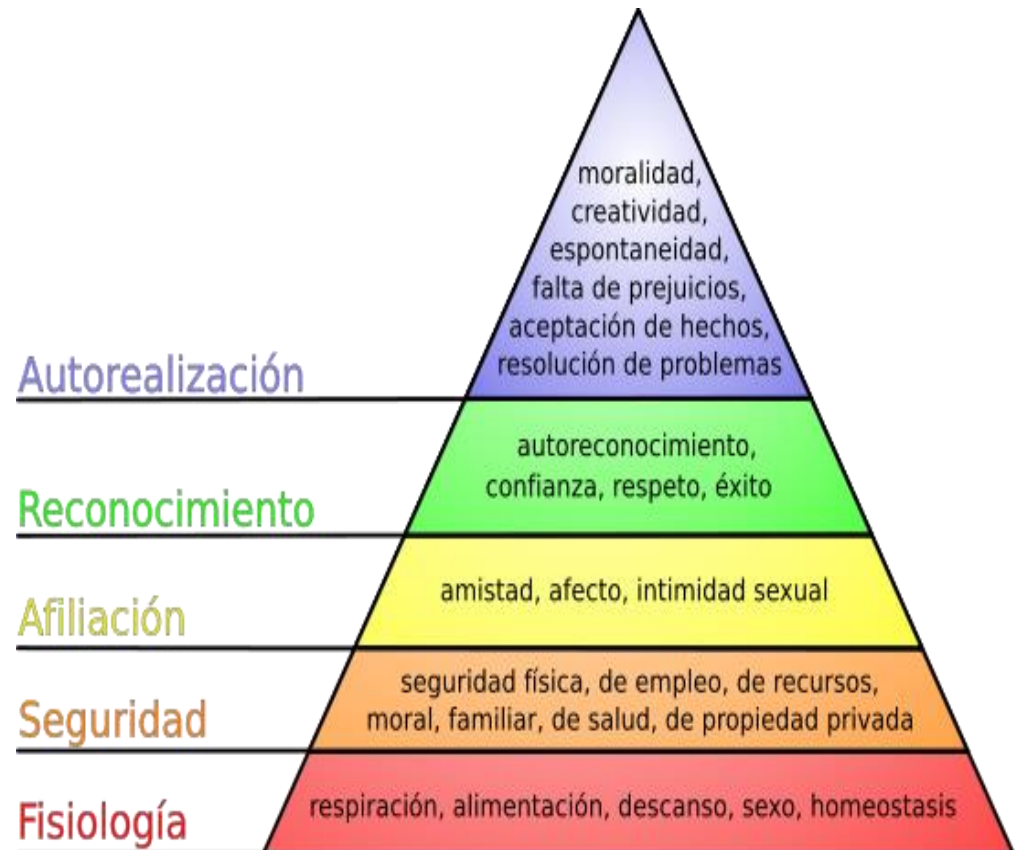 moralidad,
creatividad,
espontaneidad,
falta de prejuicios,
aceptación de hechos,
resolución de problemas
Autorealización
autoreconocimiento,
confianza, respeto, éxito
Reconocimiento
amistad, afecto, intimidad sexual
Afiliación
seguridad física, de empleo, de recursos,
moral, familiar, de salud, de propiedad privada
Seguridad
respiración, alimentación, descanso, sexo, homeostasis
Fisiología